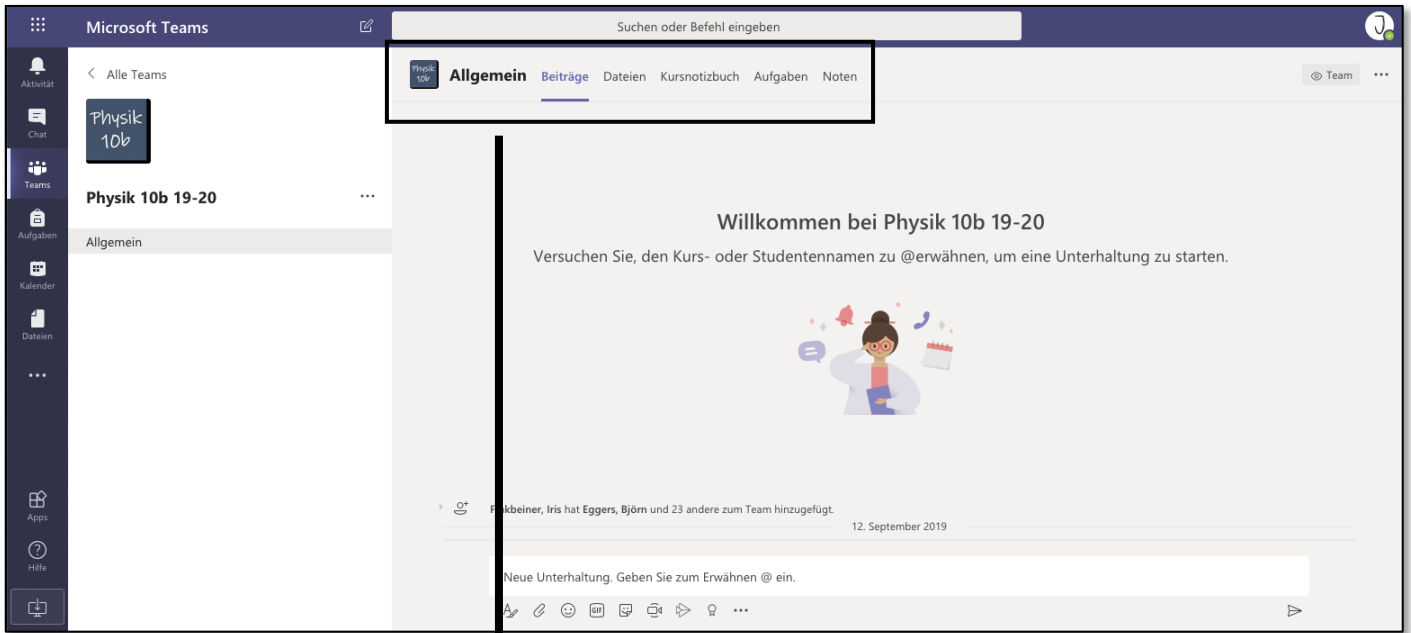 Microsoft Teams
Suchen oder Befehl eingeben
J
Aktivität
Chat
Teams
Aufgaben
Kalender
Dateien
Apps
Hilfe
Alle Teams
Physik
10b
Physik 10b 19-20
Allgemein
Physik
10b
Allgemein Beiträge Dateien Kursnotizbuch Aufgaben Noten
Team
Willkommen bei Physik 10b 19-20
Versuchen Sie, den Kurs- oder Studentennamen zu @erwähnen, um eine Unterhaltung zu starten.
Iris hat Eggers, Björn und 23 andere zum Team hinzugefügt.
12. September 2019
Neue Unterhaltung. Geben Sie zum Erwähnen @ ein.
GIF